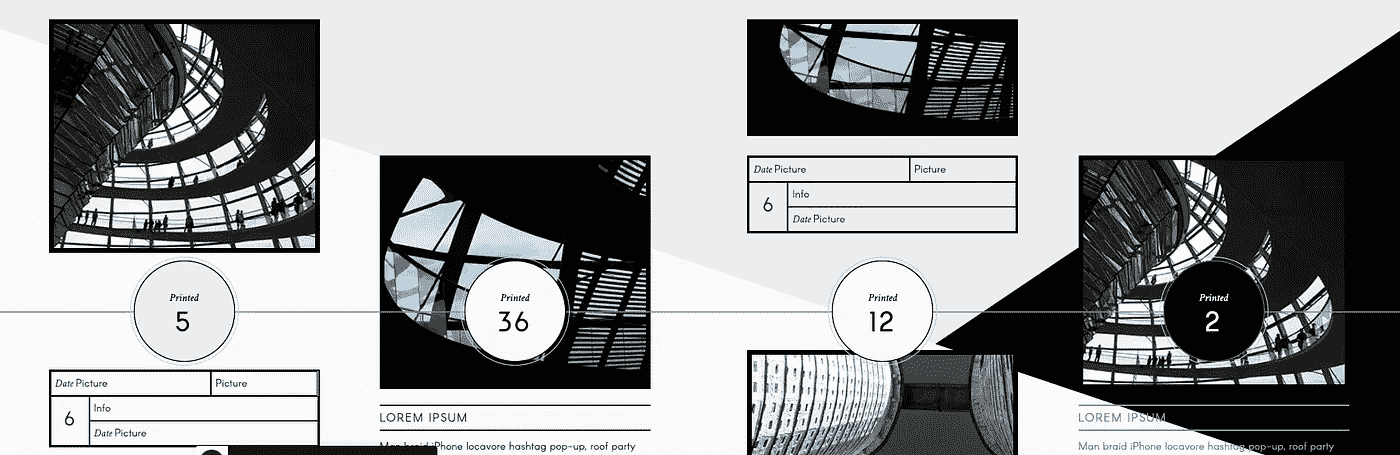 Printed
5
Date Picture
Picture
6
Info
Date Picture
Printed
36
LOREM IPSUM
Man braid iPhone locavore hashtag pop-up, roof party
Date Picture
Picture
6
Info
Date Picture
Printed
12
Printed
2
LOREM IPSUM
Man braid iPhone locavore hashtag pop-up, roof party